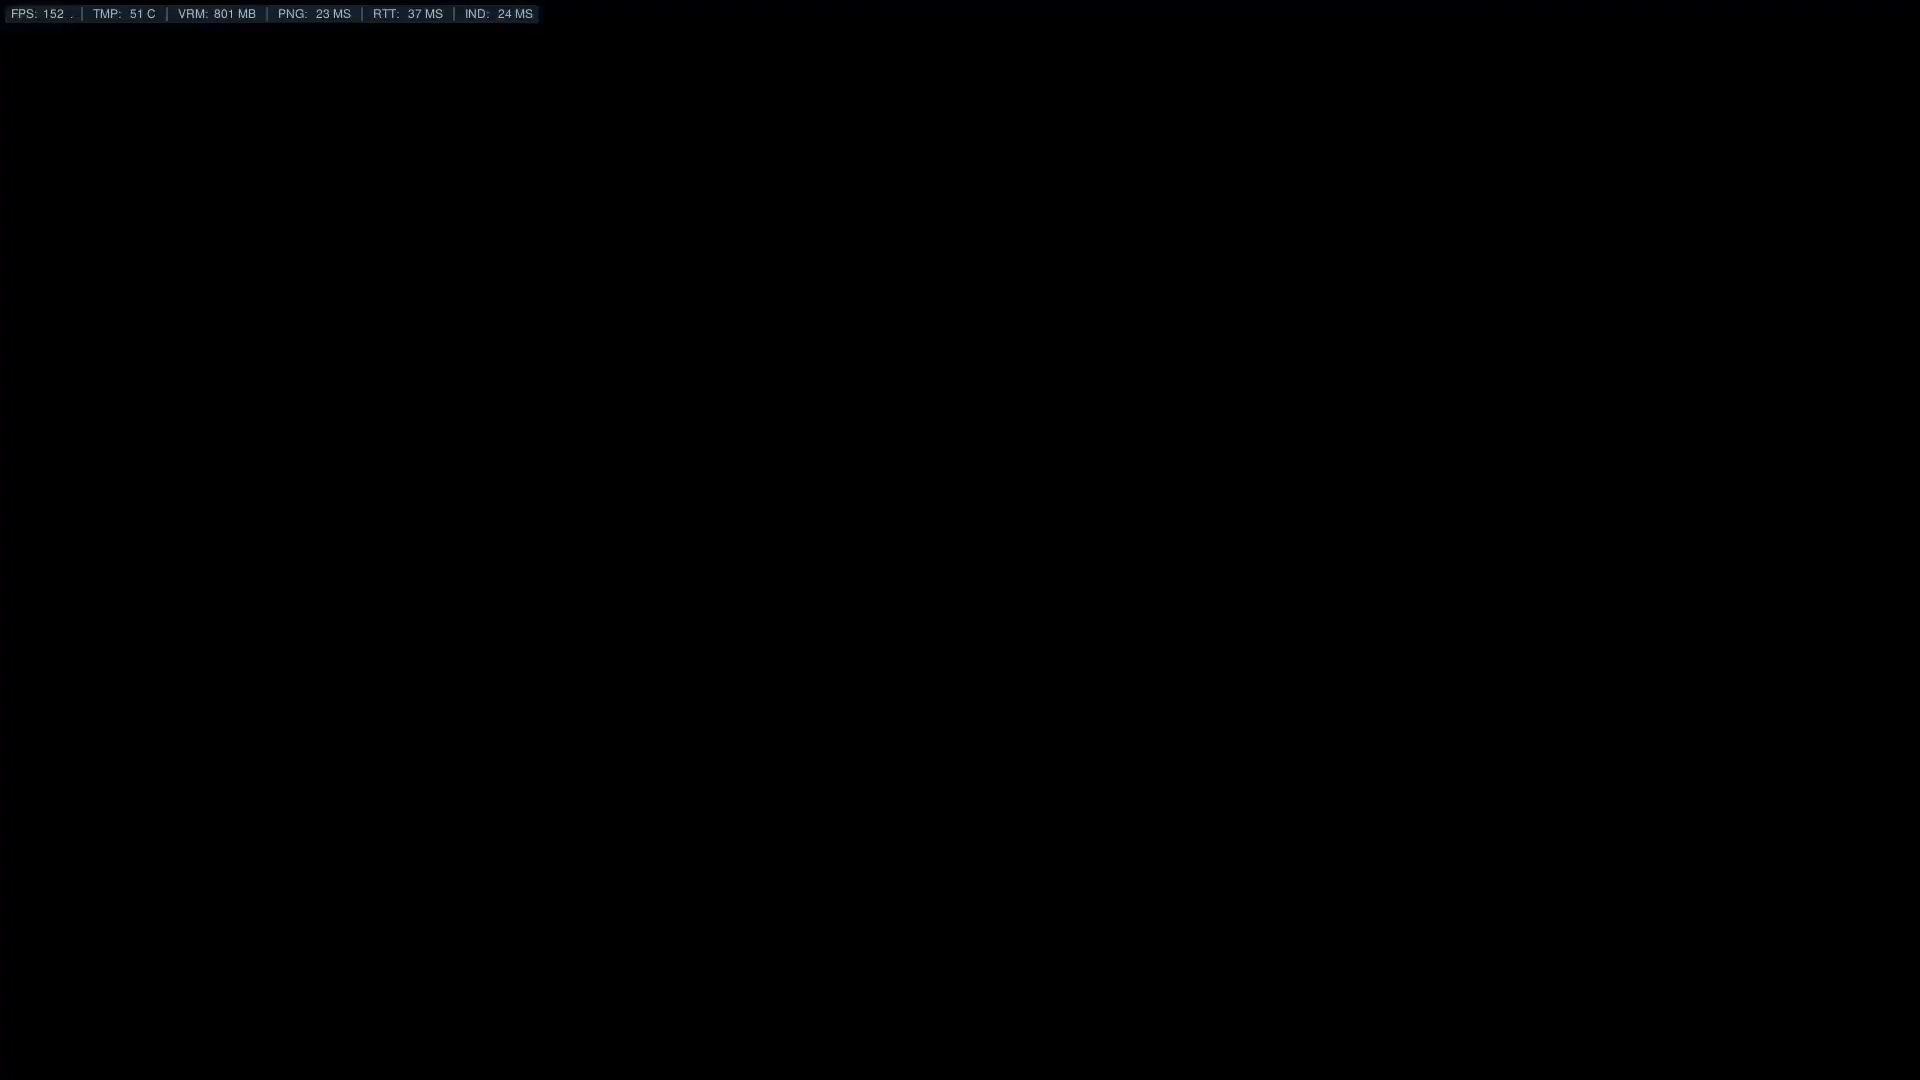 FPS: 152 . | TMP: 51 C | VRM: 801 MB | PNG: 23 MS | RTT: 37 MS | IND: 24 MS